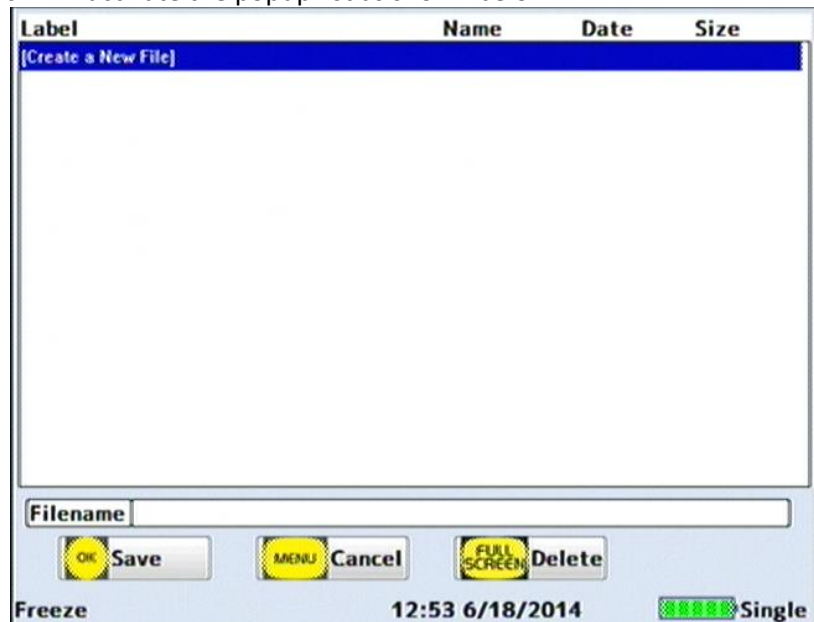 Label Name Date Size
[Create a New File]
Filename
OK Save MENU Cancel FULL SCREEN Delete
Freeze 12:53 6/18/2014 Single